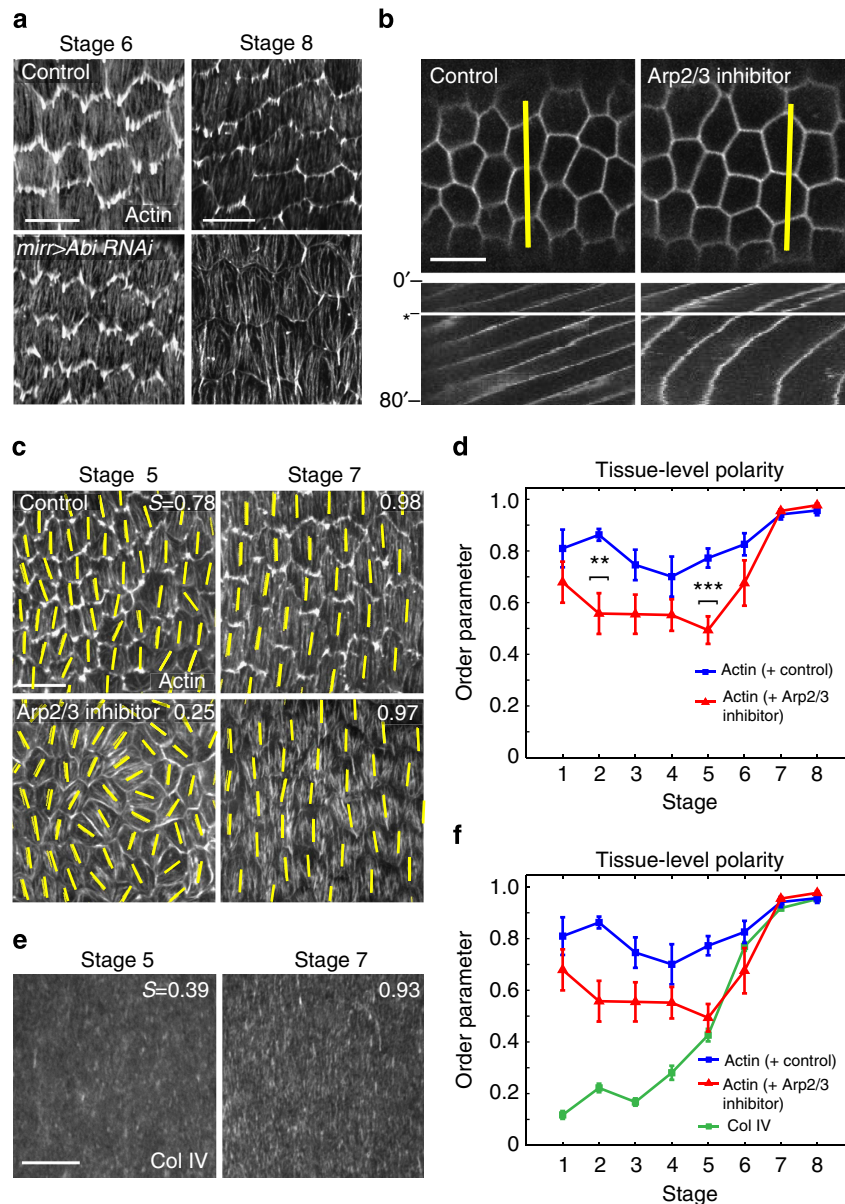 a
Stage 6
Stage 8
Control
Actin
mirr>Abi RNAi
b
Control
Arp2/3 inhibitor
0′
*
80′
c
Stage 5
Stage 7
Control
S=0.78
0.98
Actin
Arp2/3 inhibitor
0.25
0.97
d
Tissue-level polarity
Order parameter
1.0
0.8
0.6
0.4
0.2
0
**
***
Actin (+ control)
Actin (+ Arp2/3
inhibitor)
1 2 3 4 5 6 7 8
Stage
e
Stage 5
Stage 7
S=0.39
0.93
Col IV
f
Tissue-level polarity
Order parameter
1.0
0.8
0.6
0.4
0.2
0
Actin (+ control)
Actin (+ Arp2/3
inhibitor)
Col IV
1 2 3 4 5 6 7 8
Stage